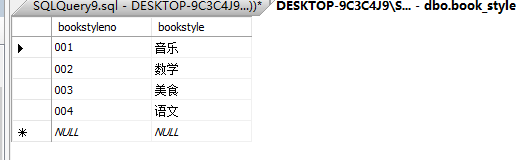 SQLQuery9.sql - DESKTOP-9C3C4J9...))* DESKTOP-9C3C4J9\S... - dbo.book_style
bookstyleno bookstyle
001 音乐
002 数学
003 美食
004 语文
NULL NULL